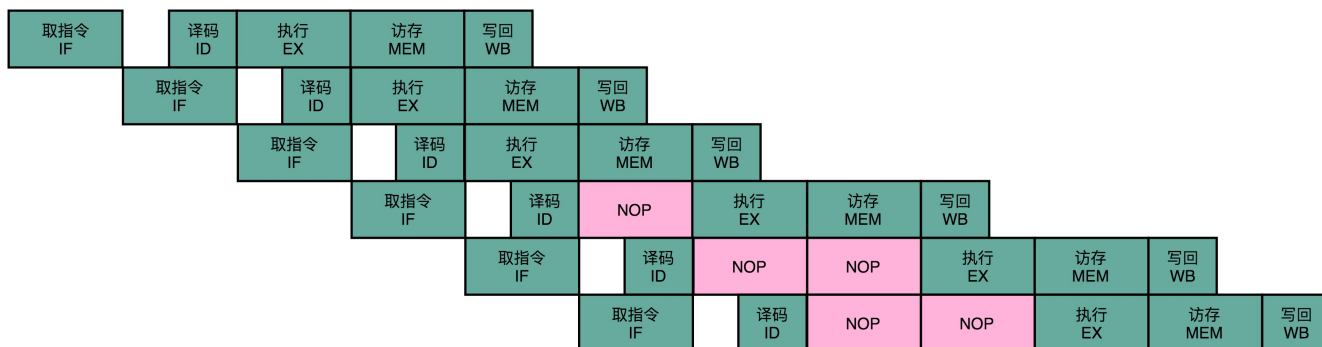 取指令
IF
译码
ID
执行
EX
访存
MEM
写回
WB
取指令
IF
译码
ID
执行
EX
访存
MEM
写回
WB
取指令
IF
译码
ID
执行
EX
访存
MEM
写回
WB
取指令
IF
译码
ID
NOP
执行
EX
访存
MEM
写回
WB
取指令
IF
译码
ID
NOP
NOP
执行
EX
访存
MEM
写回
WB
取指令
IF
译码
ID
NOP
NOP
执行
EX
访存
MEM
写回
WB